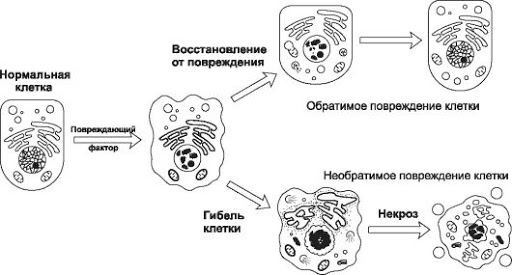 Нормальная
клетка
Повреждающий
фактор
Восстановление
от повреждения
Обратимое повреждение клетки
Гибель
клетки
Необратимое повреждение клетки
Некроз